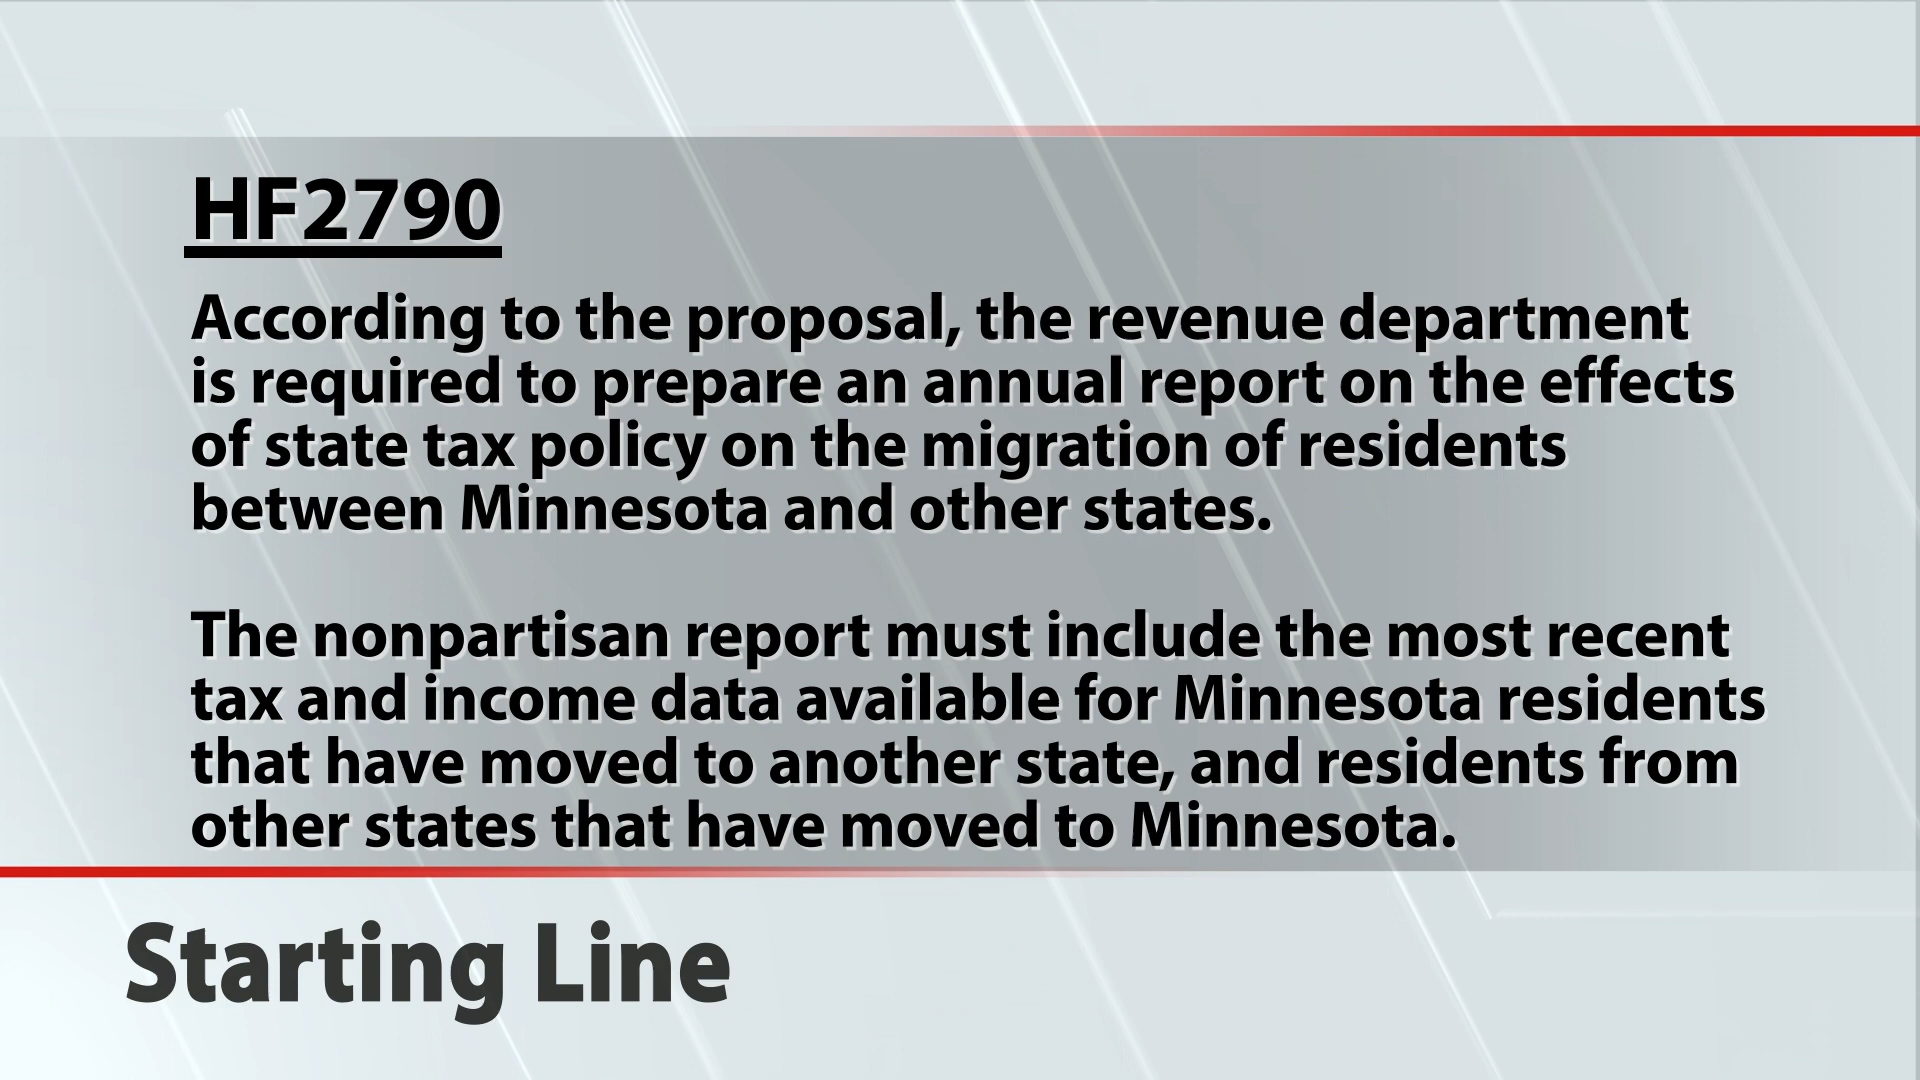 HF2790
According to the proposal, the revenue department
is required to prepare an annual report on the effects
of state tax policy on the migration of residents
between Minnesota and other states.
The nonpartisan report must include the most recent
tax and income data available for Minnesota residents
that have moved to another state, and residents from
other states that have moved to Minnesota.
Starting Line